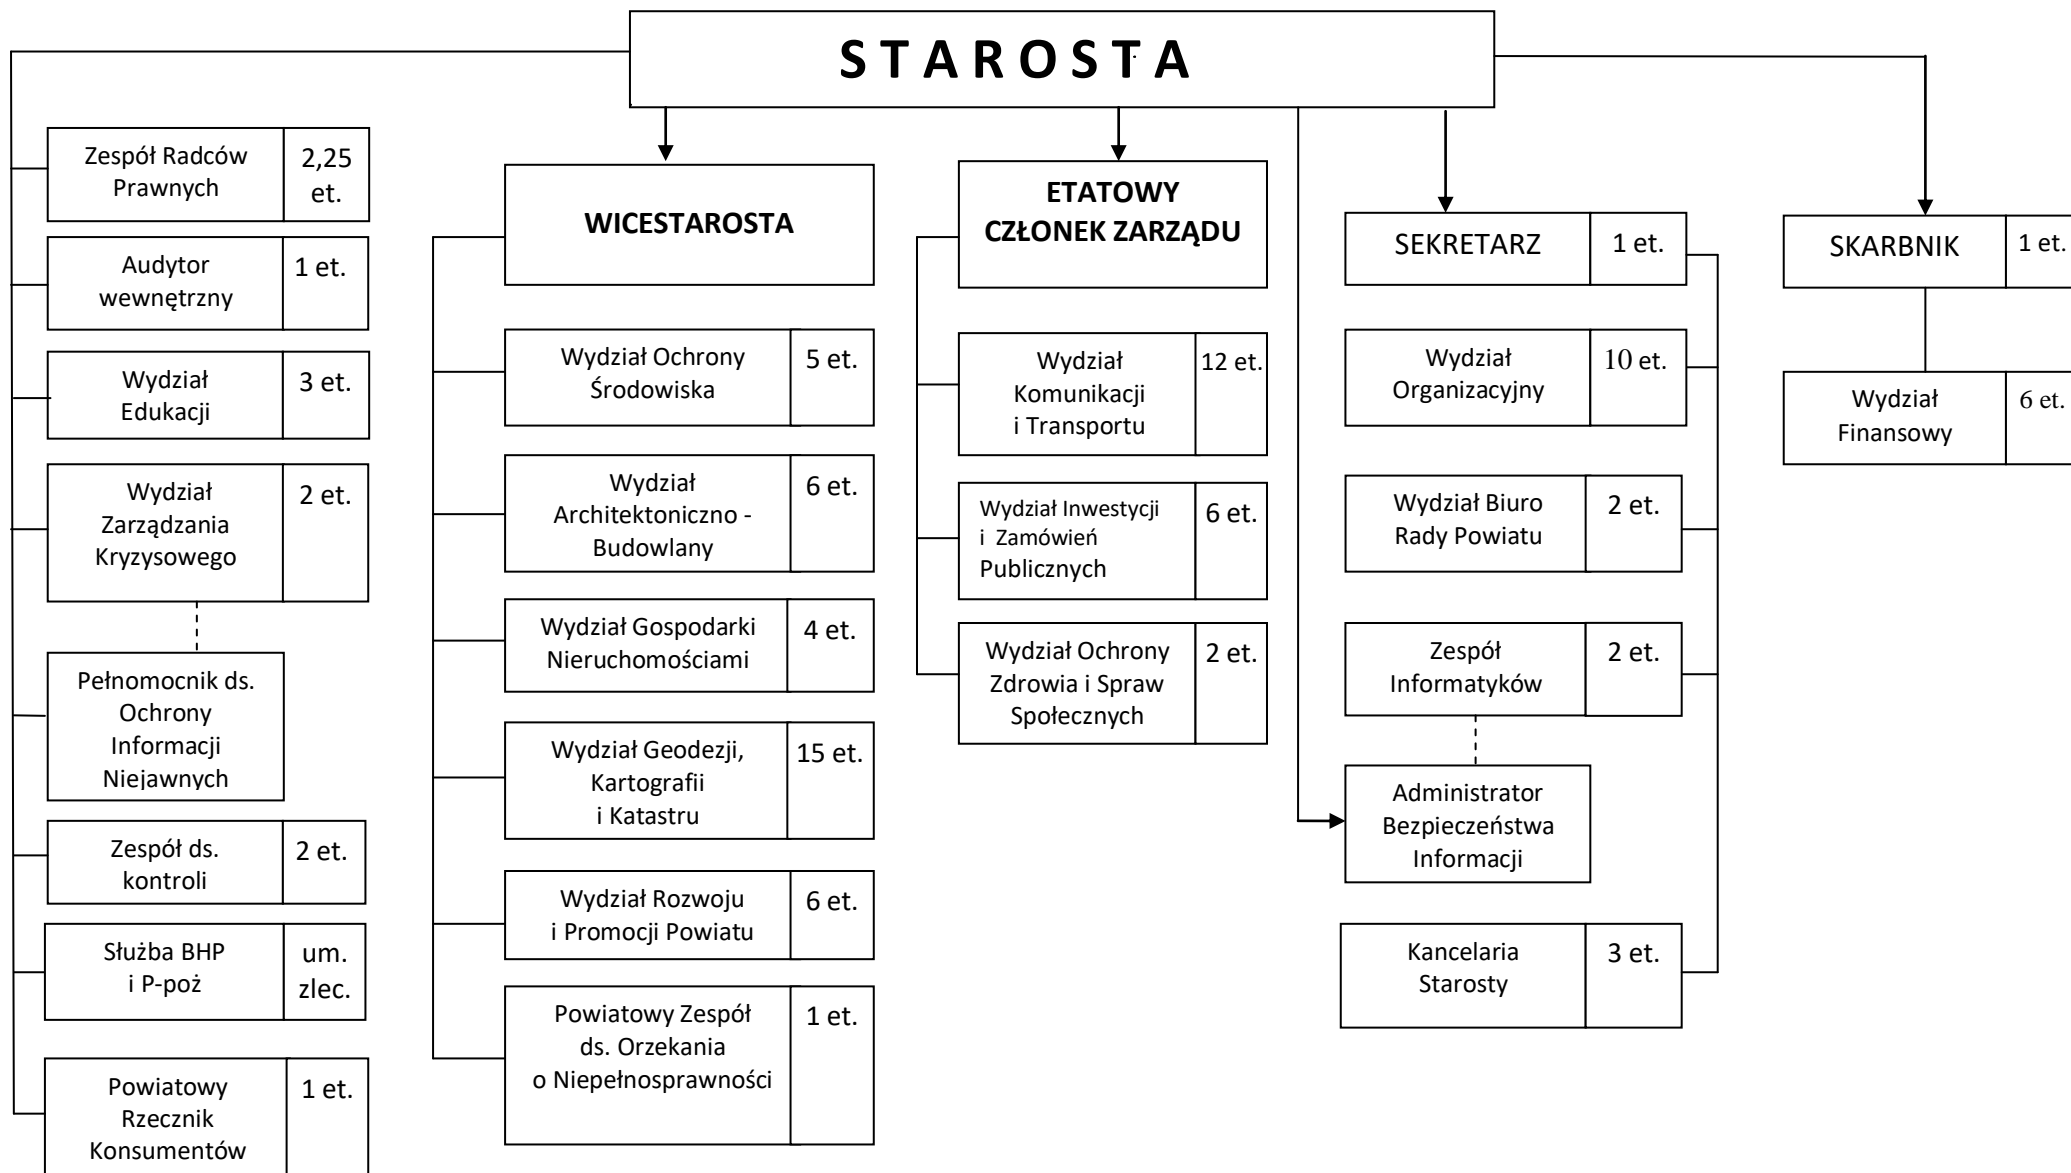 S T A R O S T A
Zespół Radców
Prawnych
2,25
et.
Audytor
wewnętrzny
1 et.
Wydział
Edukacji
3 et.
Wydział
Zarządzania
Kryzysowego
2 et.
Pełnomocnik ds.
Ochrony
Informacji
Niejawnych
Zespół ds.
kontroli
2 et.
Służba BHP
i P-poż
um.
zlec.
Powiatowy
Rzecznik
Konsumentów
1 et.
WICESTAROSTA
Wydział Ochrony
Środowiska
5 et.
Wydział
Architektoniczno -
Budowlany
6 et.
Wydział Gospodarki
Nieruchomościami
4 et.
Wydział Geodezji,
Kartografii
i Katastru
15 et.
Wydział Rozwoju
i Promocji Powiatu
6 et.
Powiatowy Zespół
ds. Orzekania
o Niepełnosprawności
1 et.
ETATOWY
CZŁONEK ZARZĄDU
Wydział
Komunikacji
i Transportu
12 et.
Wydział Inwestycji
i Zamówień
Publicznych
6 et.
Wydział Ochrony
Zdrowia i Spraw
Społecznych
2 et.
SEKRETARZ
1 et.
Wydział
Organizacyjny
10 et.
Wydział Biuro
Rady Powiatu
2 et.
Zespół
Informatyków
2 et.
Administrator
Bezpieczeństwa
Informacji
Kancelaria
Starosty
3 et.
SKARBNIK
1 et.
Wydział
Finansowy
6 et.